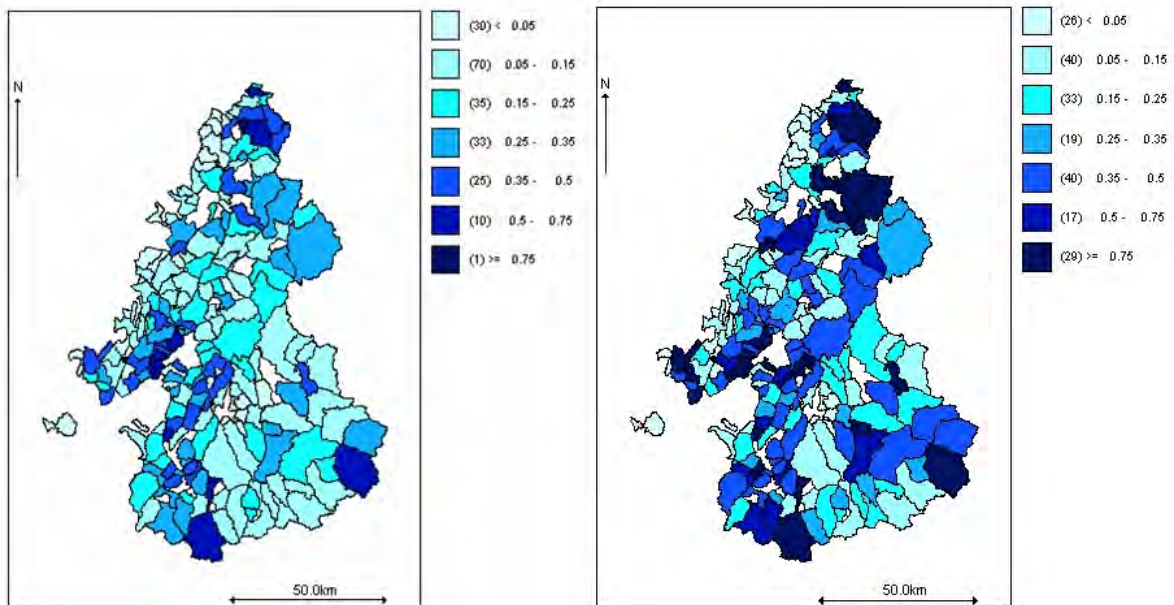 (30) < 0.05
(70) 0.05 - 0.15
(35) 0.15 - 0.25
(33) 0.25 - 0.35
(25) 0.35 - 0.5
(10) 0.5 - 0.75
(1) >= 0.75
N
50.0km
(26) < 0.05
(40) 0.05 - 0.15
(33) 0.15 - 0.25
(19) 0.25 - 0.35
(40) 0.35 - 0.5
(17) 0.5 - 0.75
(29) >= 0.75
N
50.0km